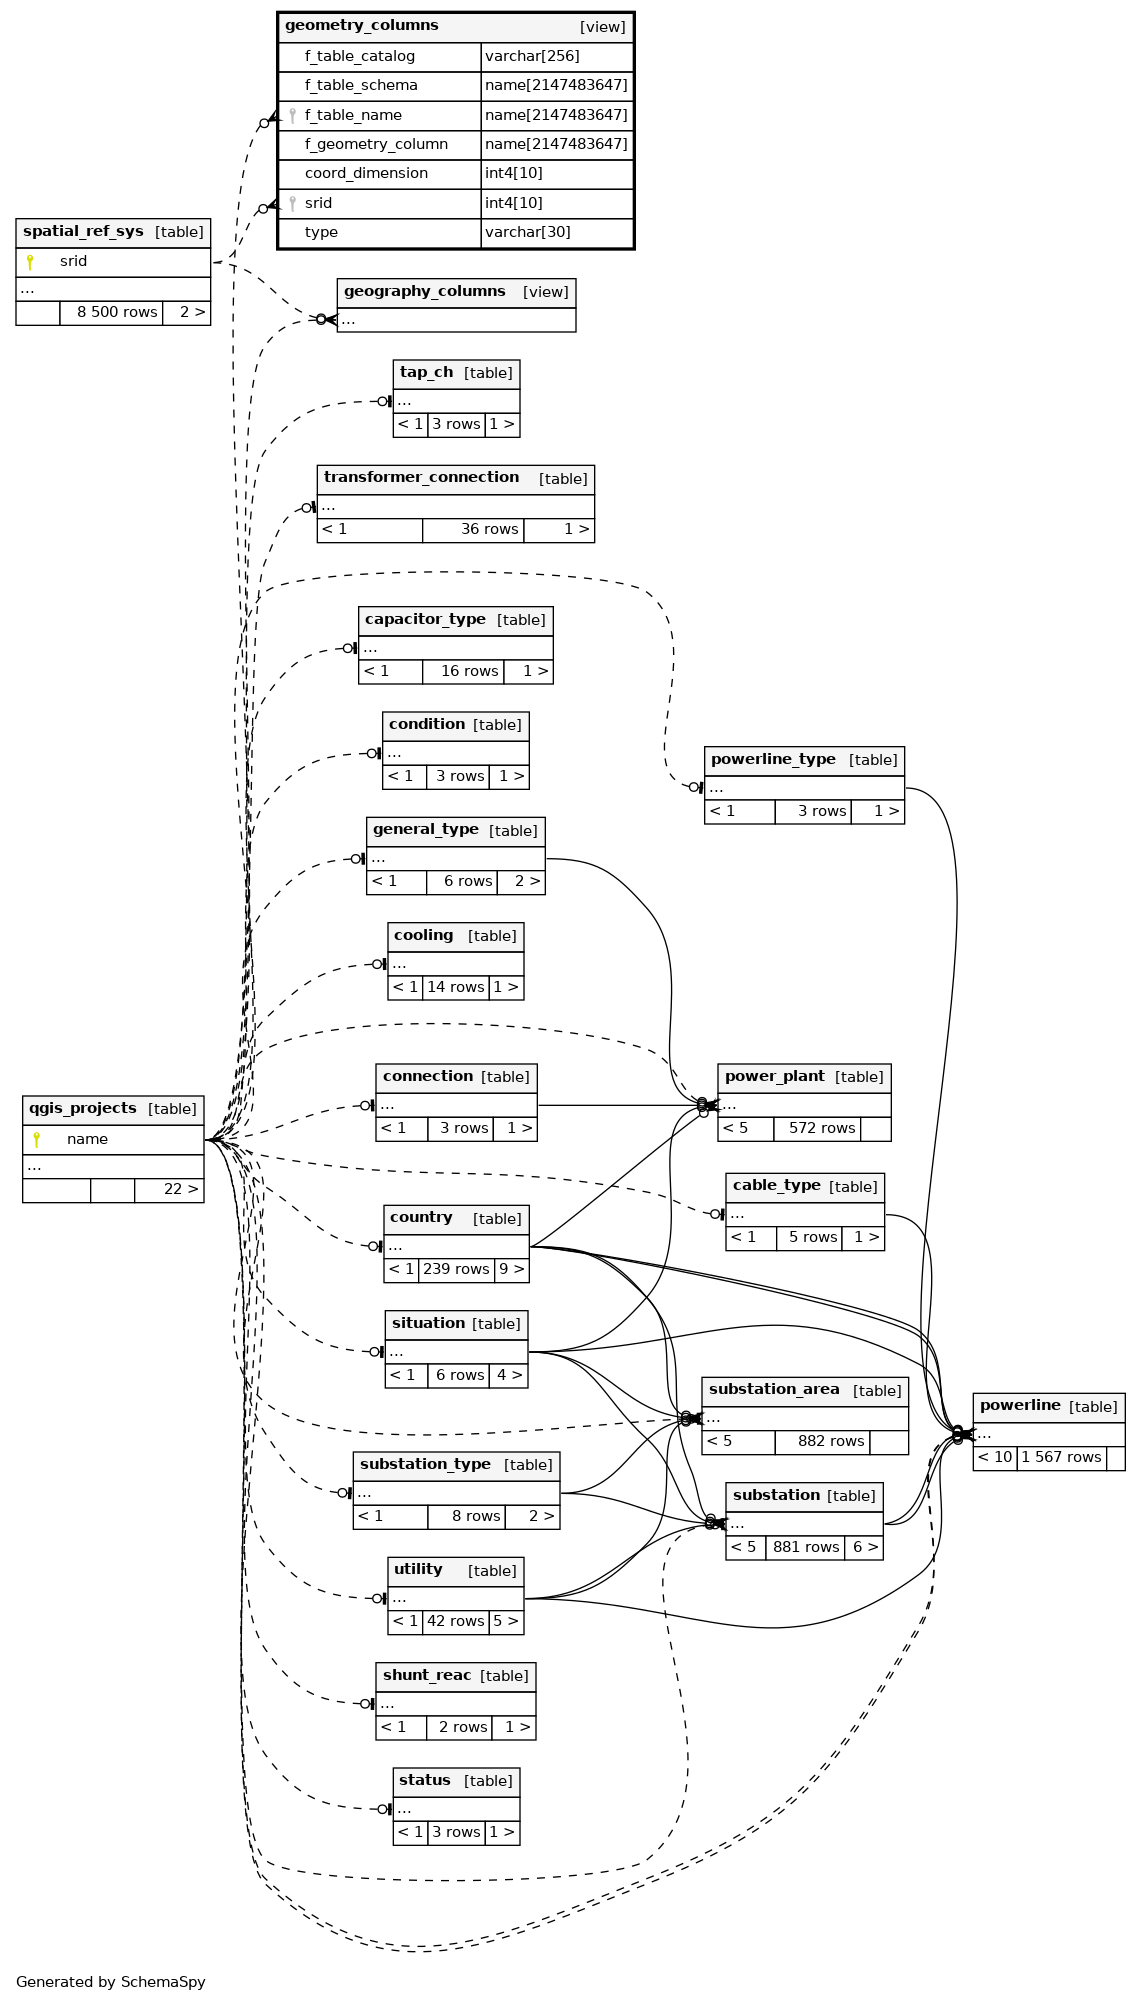 geometry_columns [view]
f_table_catalog varchar[256]
f_table_schema name[2147483647]
f_table_name name[2147483647]
f_geometry_column name[2147483647]
coord_dimension int4[10]
srid int4[10]
type varchar[30]
spatial_ref_sys [table]
srid
...
8 500 rows 2 >
geography_columns [view]
...
tap_ch [table]
...
< 1 3 rows 1 >
transformer_connection [table]
...
< 1 36 rows 1 >
capacitor_type [table]
...
< 1 16 rows 1 >
condition [table]
...
< 1 3 rows 1 >
powerline_type [table]
...
< 1 3 rows 1 >
general_type [table]
...
< 1 6 rows 2 >
cooling [table]
...
< 1 14 rows 1 >
connection [table]
...
< 1 3 rows 1 >
power_plant [table]
...
< 5 572 rows
qgis_projects [table]
name
...
22 >
cable_type [table]
...
< 1 5 rows 1 >
country [table]
...
< 1 239 rows 9 >
situation [table]
...
< 1 6 rows 4 >
substation_area [table]
...
< 5 882 rows
powerline [table]
...
< 10 1 567 rows
substation_type [table]
...
< 1 8 rows 2 >
substation [table]
...
< 5 881 rows 6 >
utility [table]
...
< 1 42 rows 5 >
shunt_reac [table]
...
< 1 2 rows 1 >
status [table]
...
< 1 3 rows 1 >
Generated by SchemaSpy